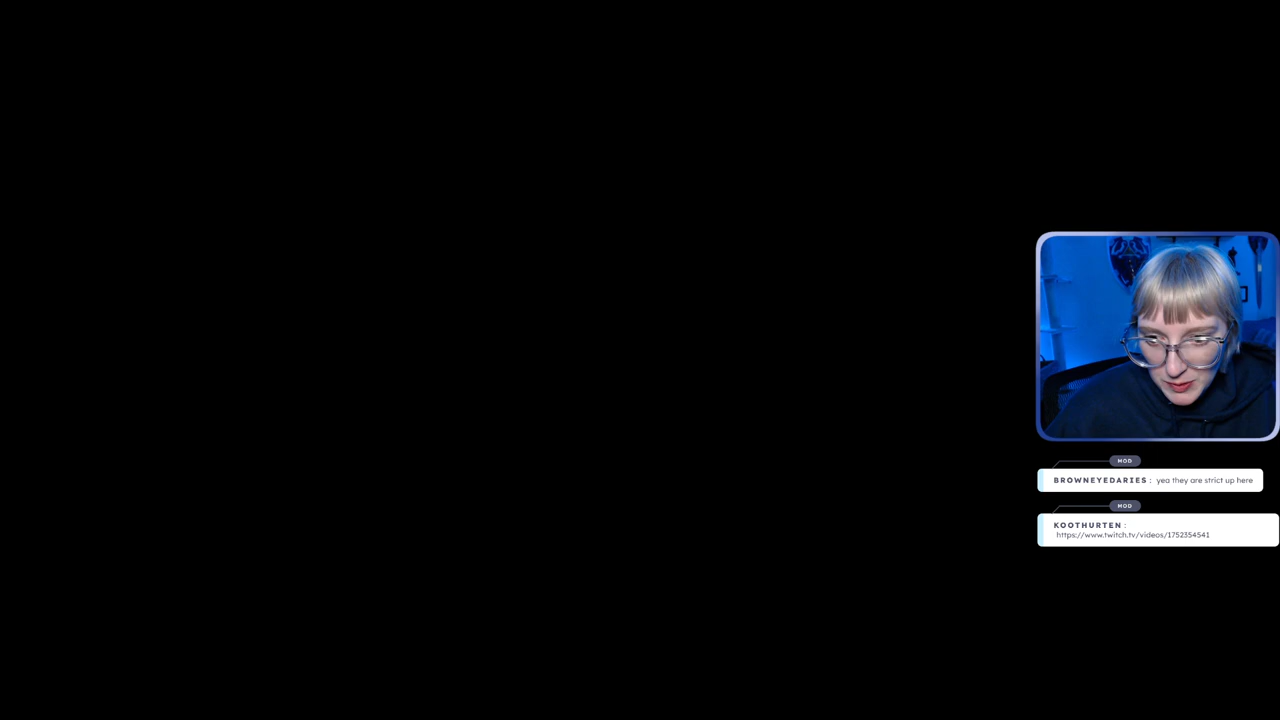 MOD
BROWNEYEDARIES : yea they are strict up here
MOD
KOOTHURTEN :
https://www.twitch.tv/videos/1752354541